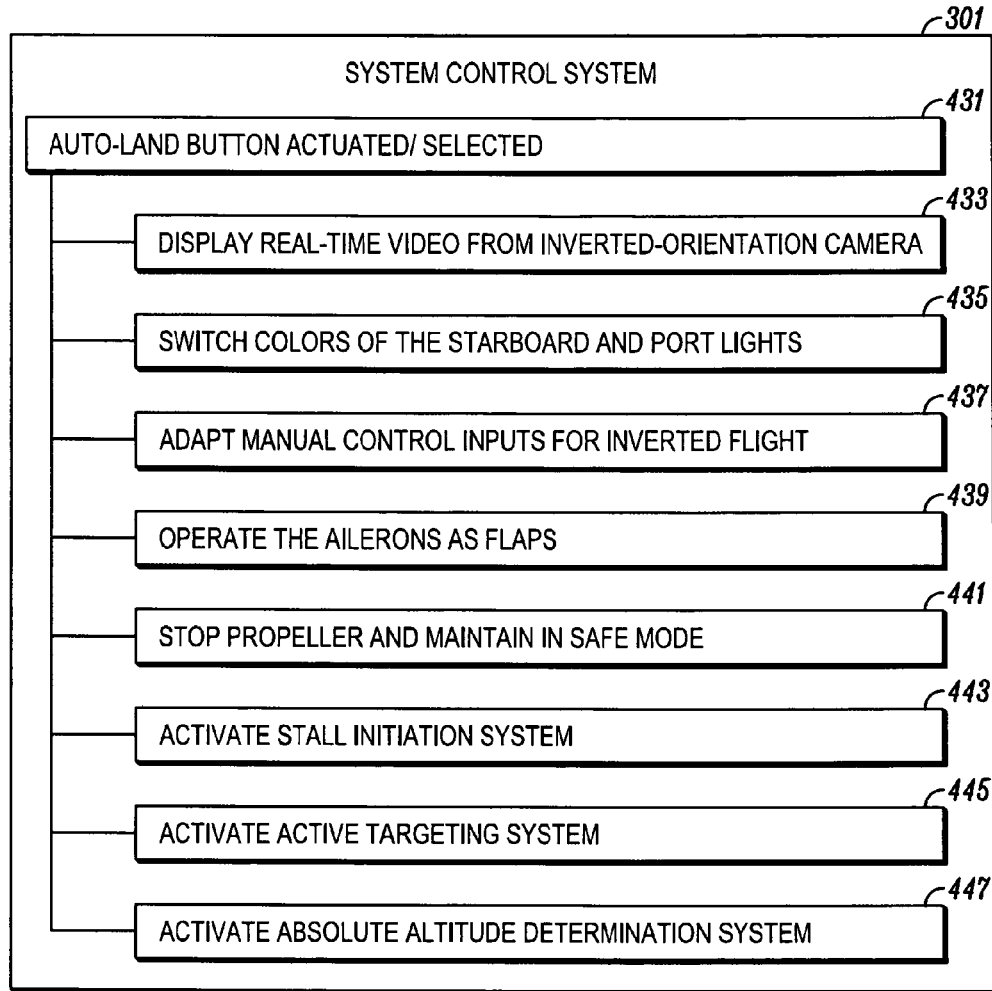 301
SYSTEM CONTROL SYSTEM
431
AUTO-LAND BUTTON ACTUATED/ SELECTED
433
DISPLAY REAL-TIME VIDEO FROM INVERTED-ORIENTATION CAMERA
435
SWITCH COLORS OF THE STARBOARD AND PORT LIGHTS
437
ADAPT MANUAL CONTROL INPUTS FOR INVERTED FLIGHT
439
OPERATE THE AILERONS AS FLAPS
441
STOP PROPELLER AND MAINTAIN IN SAFE MODE
443
ACTIVATE STALL INITIATION SYSTEM
445
ACTIVATE ACTIVE TARGETING SYSTEM
447
ACTIVATE ABSOLUTE ALTITUDE DETERMINATION SYSTEM